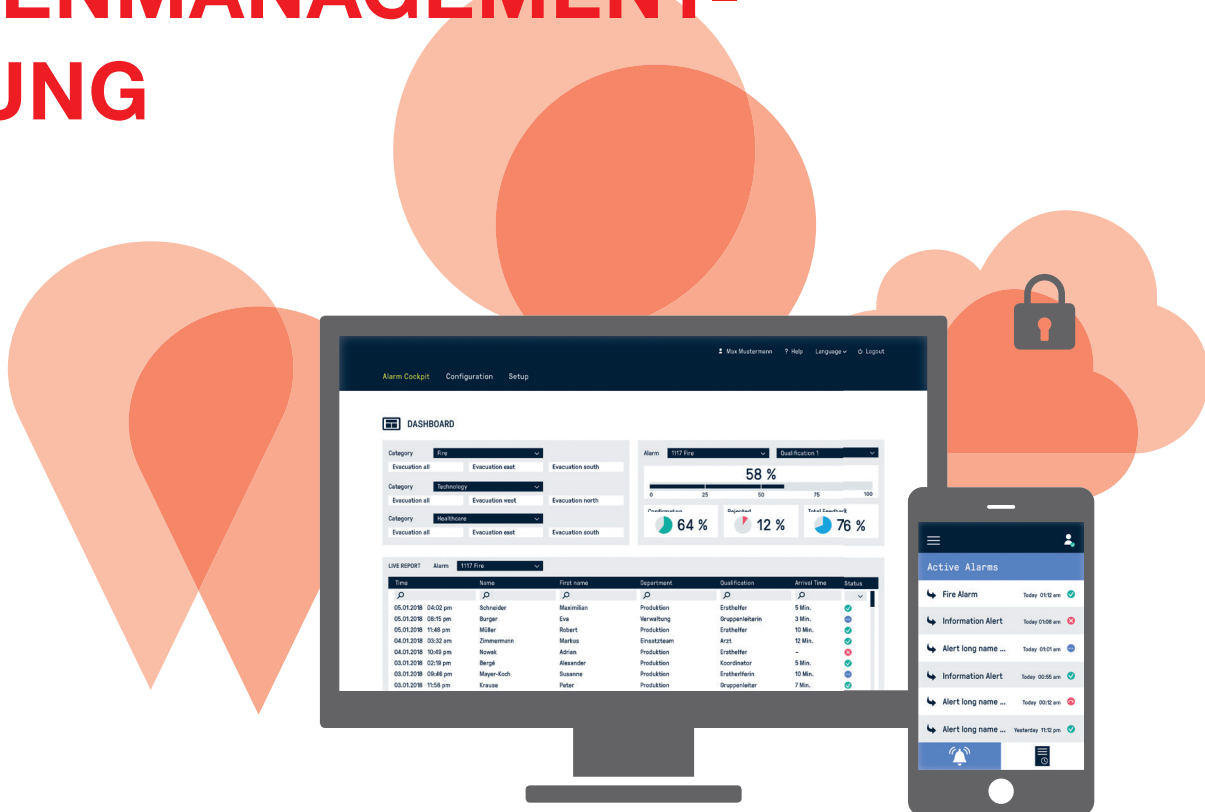 ENMANAGEMENT-
UNG
Max Mustermann ? Help Language Logout
Alarm Cockpit Configuration Setup
DASHBOARD
Category Fire
Evacuation all Evacuation east Evacuation south
Category Technology
Evacuation all Evacuation west Evacuation north
Category Healthcare
Evacuation all Evacuation east Evacuation south
Alarm 1117 Fire Qualification 1
58 %
0 25 50 75 100
Confirmation Rejected Total Feedback
64 % 12 % 76 %
LIVE REPORT Alarm 1117 Fire
Time Name First name Department Qualification Arrival Time Status
05.01.2018 04:02 pm Schneider Maximilian Produktion Ersthelfer 5 Min.
05.01.2018 08:15 pm Burger Eva Verwaltung Gruppenleiterin 3 Min.
05.01.2018 11:46 pm Müller Robert Produktion Ersthelfer 10 Min.
04.01.2018 03:32 am Zimmermann Markus Einsatzteam Arzt 12 Min.
04.01.2018 10:49 pm Nowak Adrian Produktion Ersthelfer –
03.01.2018 02:19 pm Bergé Alexander Produktion Koordinator 5 Min.
03.01.2018 09:46 pm Mayer-Koch Susanne Produktion 10 Min.
03.01.2018 11:56 pm Krause Peter Produktion Gruppenleiter 7 Min.
Active Alarms
Fire Alarm Today 01:12 am
Information Alert Today 01:08 am
Alert long name ... Today 01:01 am
Information Alert Today 00:55 am
Alert long name ... Today 00:12 am
Alert long name ... Yesterday 11:12 pm